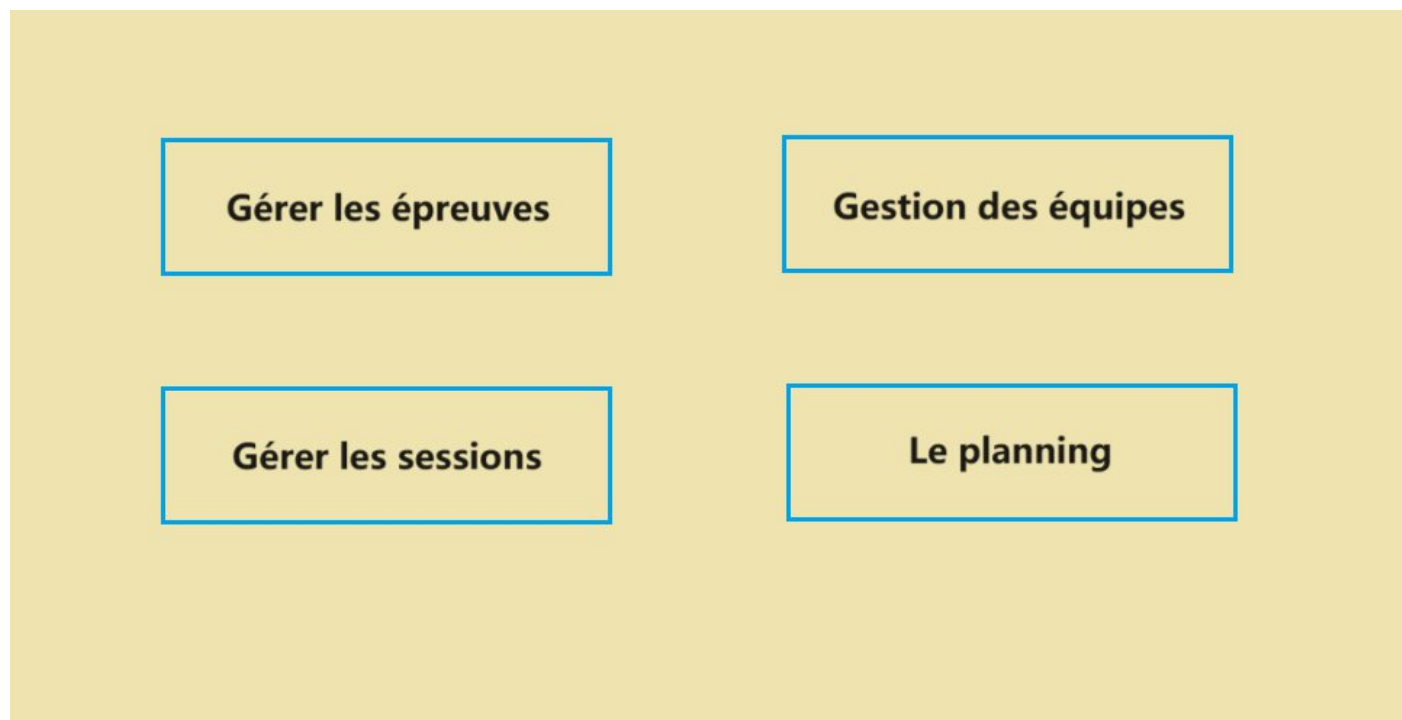 Gérer les épreuves
Gestion des équipes
Gérer les sessions
Le planning